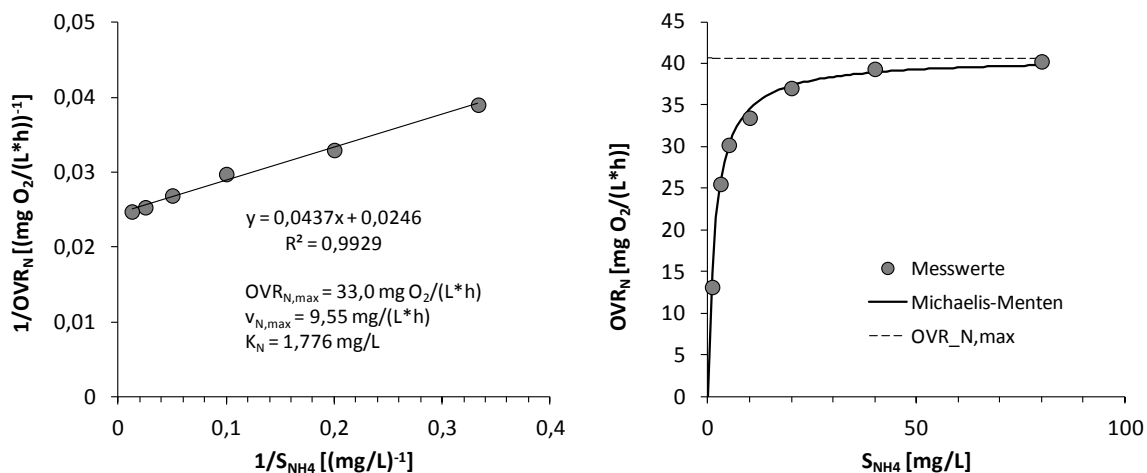 0,05
0,04
0,03
0,02
0,01
0
1/OVR_N [(mg O₂/(L*h))⁻¹
y = 0,0437x + 0,0246
R² = 0,9929
OVR_N,max = 33,0 mg O₂/(L*h)
v_N,max = 9,55 mg/(L*h)
K_N = 1,776 mg/L
0 0,1 0,2 0,3 0,4
1/S_NH4 [(mg/L)⁻¹]
45
40
35
30
25
20
15
10
5
0
OVR_N [mg O₂/(L*h)]
Messwerte
Michaelis-Menten
OVR_N,max
0 50 100
S_NH4 [mg/L]